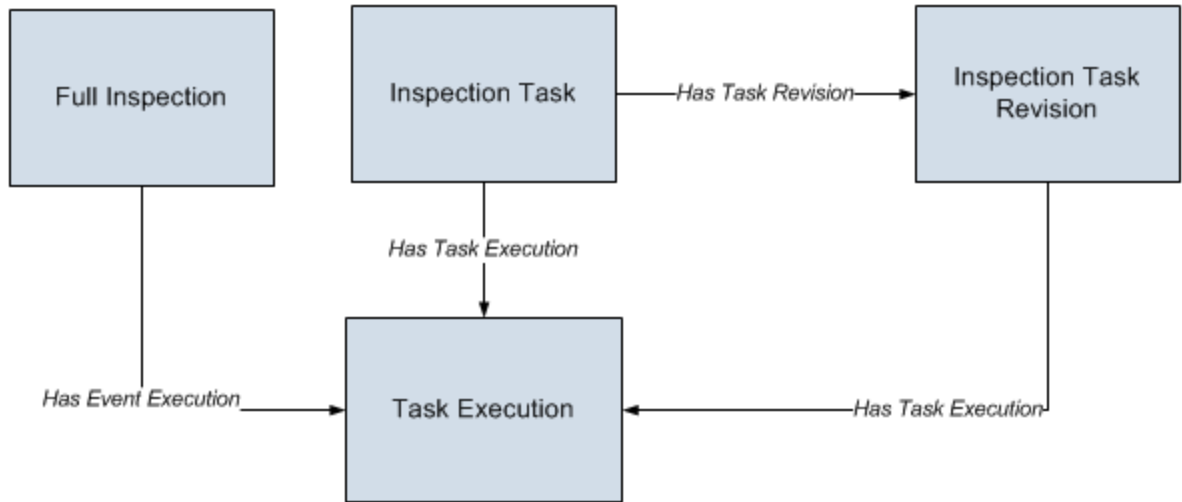 Full Inspection
Inspection Task
Has Task Revision
Inspection Task
Revision
Has Task Execution
Has Event Execution
Task Execution
Has Task Execution